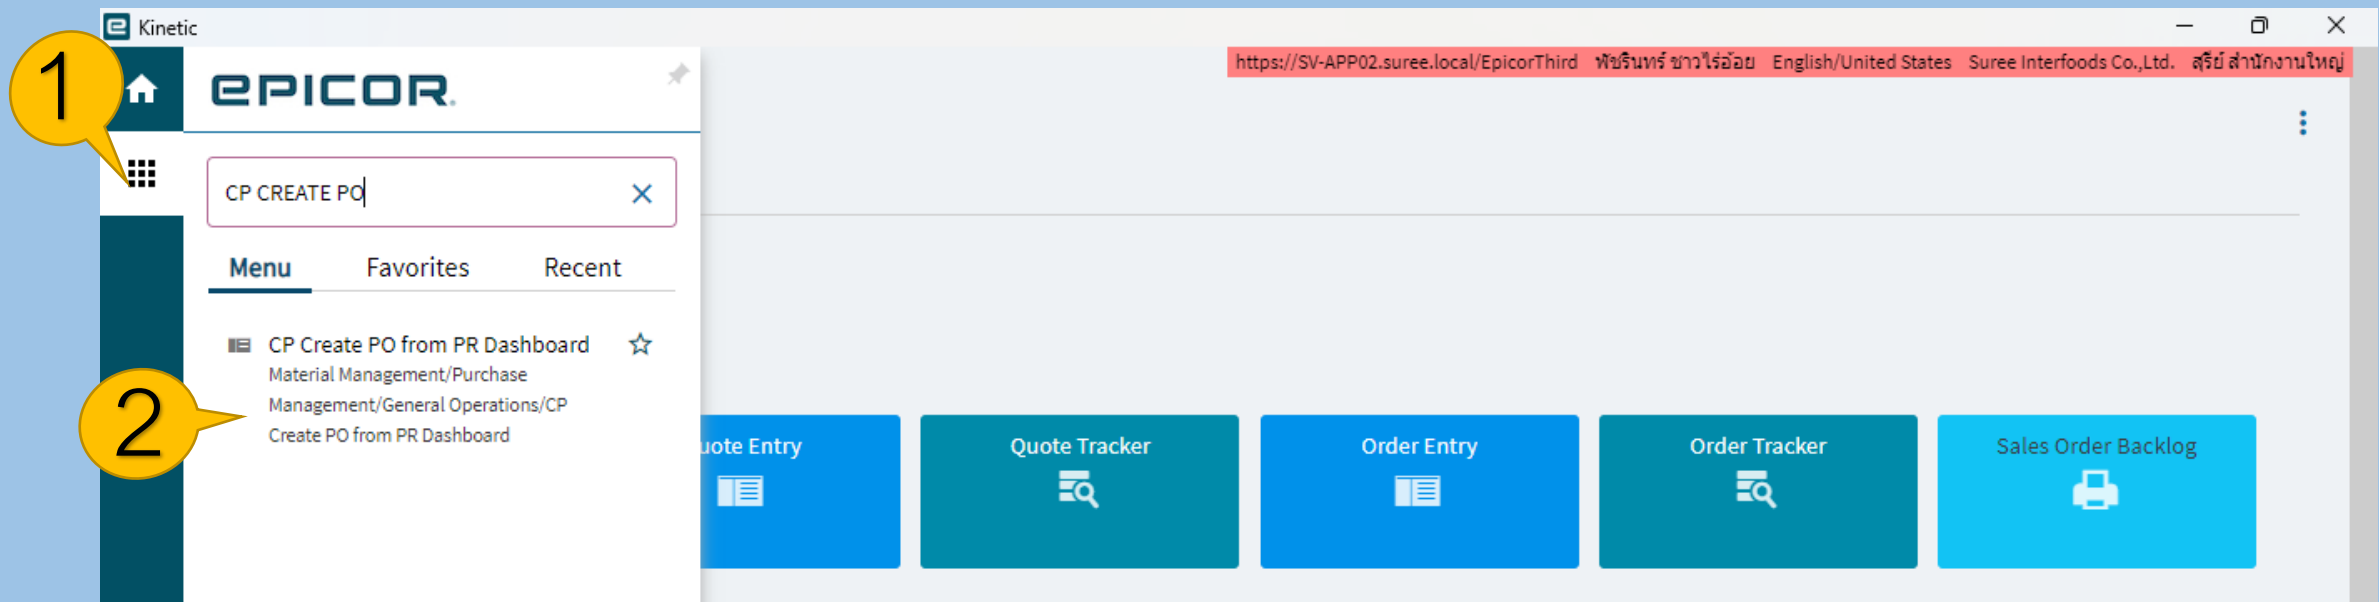 Kinetic
https://SV-APP02.suree.local/EpicorThird พัชรินทร์ ชาวไร่อ้อย English/United States Suree Interfoods Co.,Ltd. สุรีย์ สำนักงานใหญ่
1
EPICOR
CP CREATE PO
Menu Favorites Recent
CP Create PO from PR Dashboard
Material Management/Purchase
Management/General Operations/CP
Create PO from PR Dashboard
2
uote Entry
Quote Tracker
Order Entry
Order Tracker
Sales Order Backlog